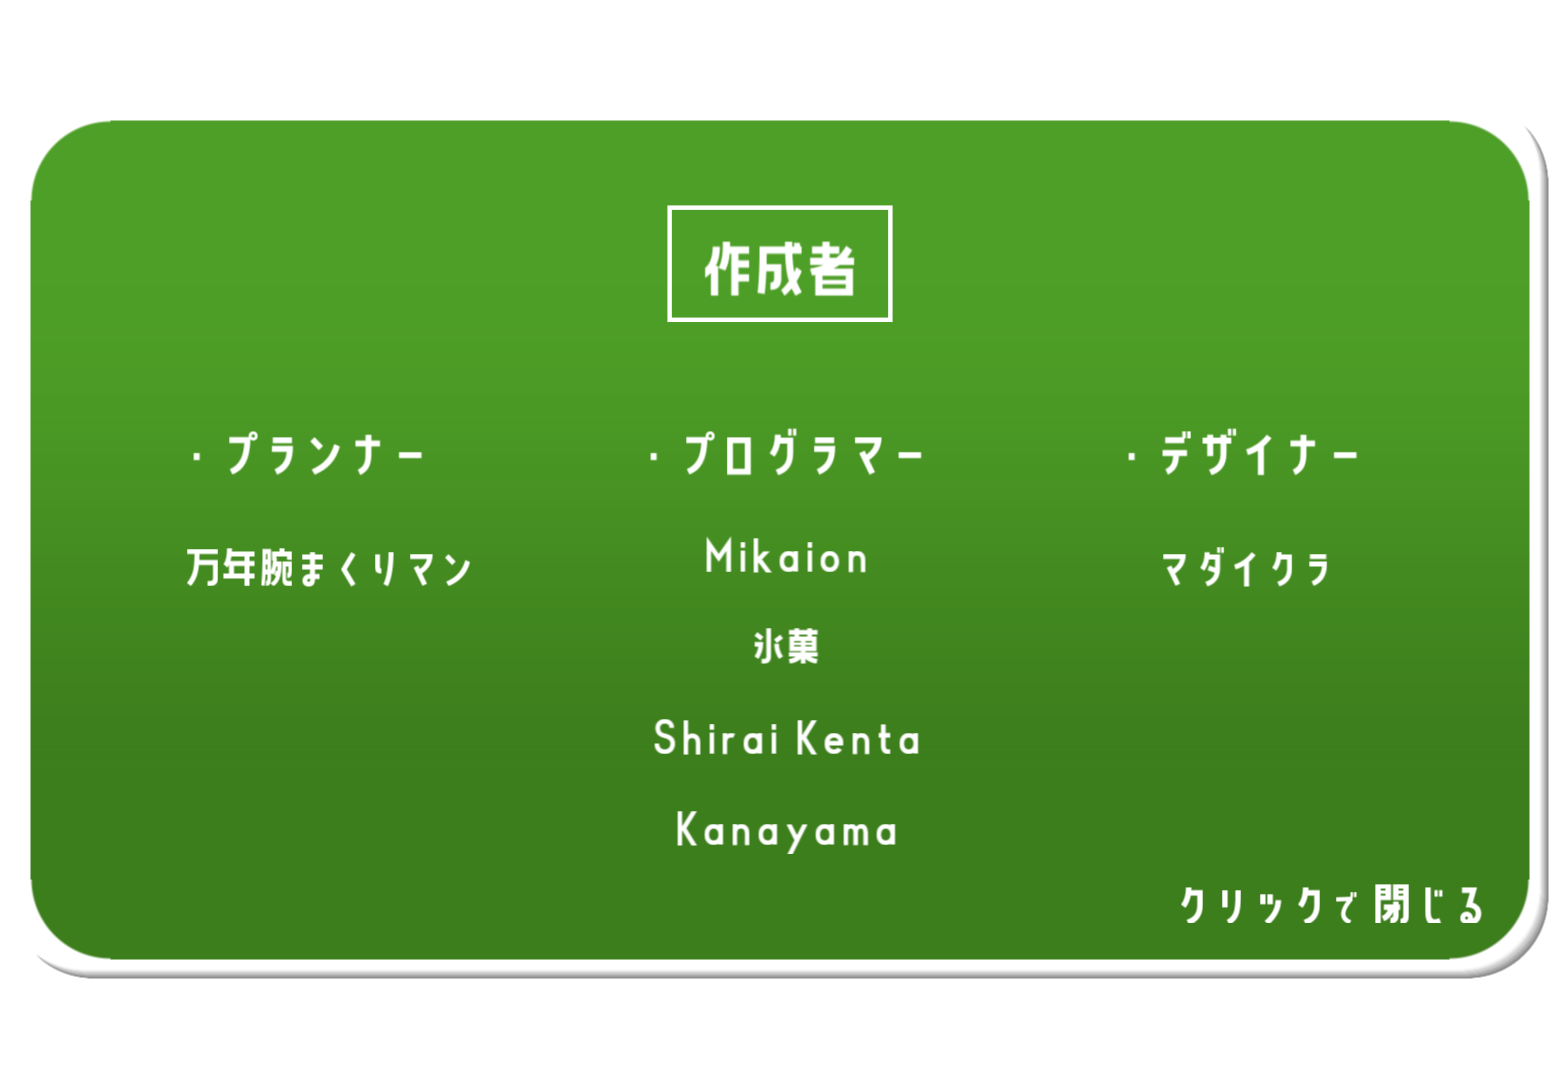 作成者
・プランナー
万年腕まくりマン
・プログラマー
Mikaion
氷菓
Shirai Kenta
Kanayama
・デザイナー
マダイクラ
クリックで閉じる